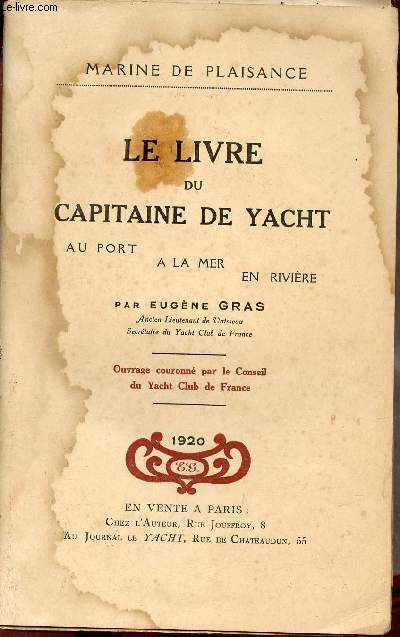 Le-livre.com
MARINE DE PLAISANCE
LE LIVRE
DU
CAPITAINE DE YACHT
AU PORT
A LA MER
EN RIVIÈRE
PAR EUGÈNE GRAS
Ancien Lieutenant de Vaisseau
Secrétaire du Yacht Club de France
Ouvrage couronné par le Conseil
du Yacht Club de France
1920
E.G.
EN VENTE A PARIS :
CHEZ L'AUTEUR, RUE JOUFFROY, 8
AU JOURNAL LE YACHT, RUE DE CHATEAUDUN, 55